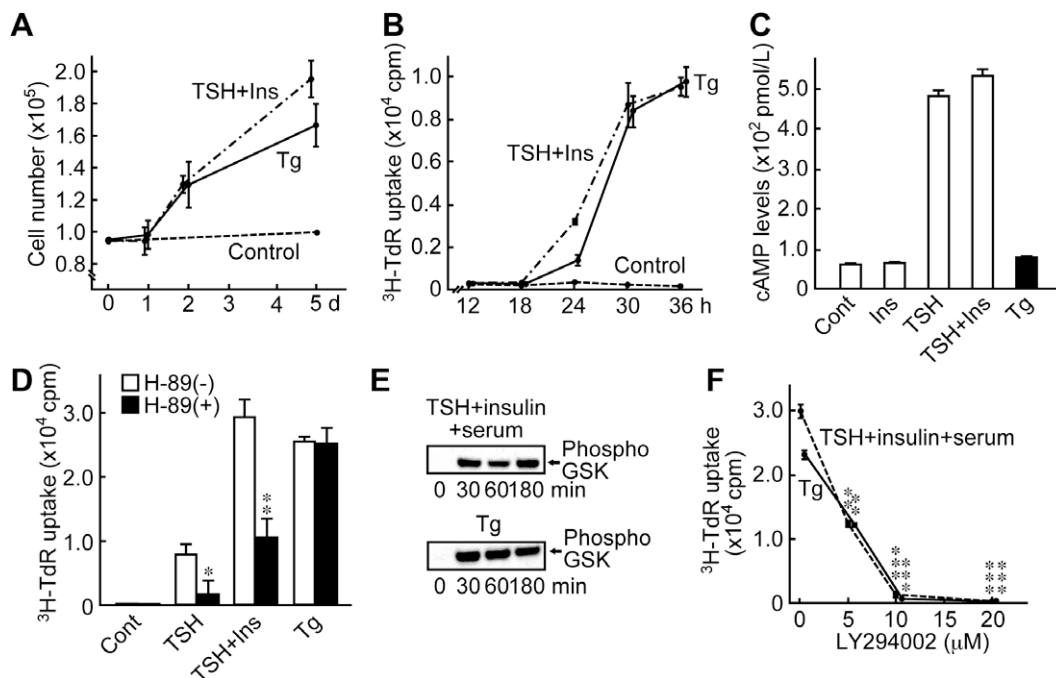 A
Cell number (x10⁵)
2.0
1.8
1.6
1.4
1.2
1.0
0.8
TSH+Ins
Tg
Control
0 1 2 3 4 5 d
B
³H-TdR uptake (x10⁴ cpm)
1.0
0.8
0.6
0.4
0.2
0
Tg
TSH+Ins
Control
12 18 24 30 36 h
C
cAMP levels (x10² pmol/L)
5.0
4.0
3.0
2.0
1.0
0
Cont Ins TSH TSH+Ins Tg
D
H-89(-)
H-89(+)
³H-TdR uptake (x10⁴ cpm)
3.0
2.0
1.0
0
*
**
Cont TSH TSH+Ins Tg
E
TSH+insulin
+serum
Phospho
GSK
0 30 60 180 min
Tg
Phospho
GSK
0 30 60 180 min
F
³H-TdR uptake
(x10⁴ cpm)
3.0
2.0
1.0
0
TSH+insulin+serum
Tg
**
**
***
***
***
***
0 5 10 15 20
LY294002 (μM)